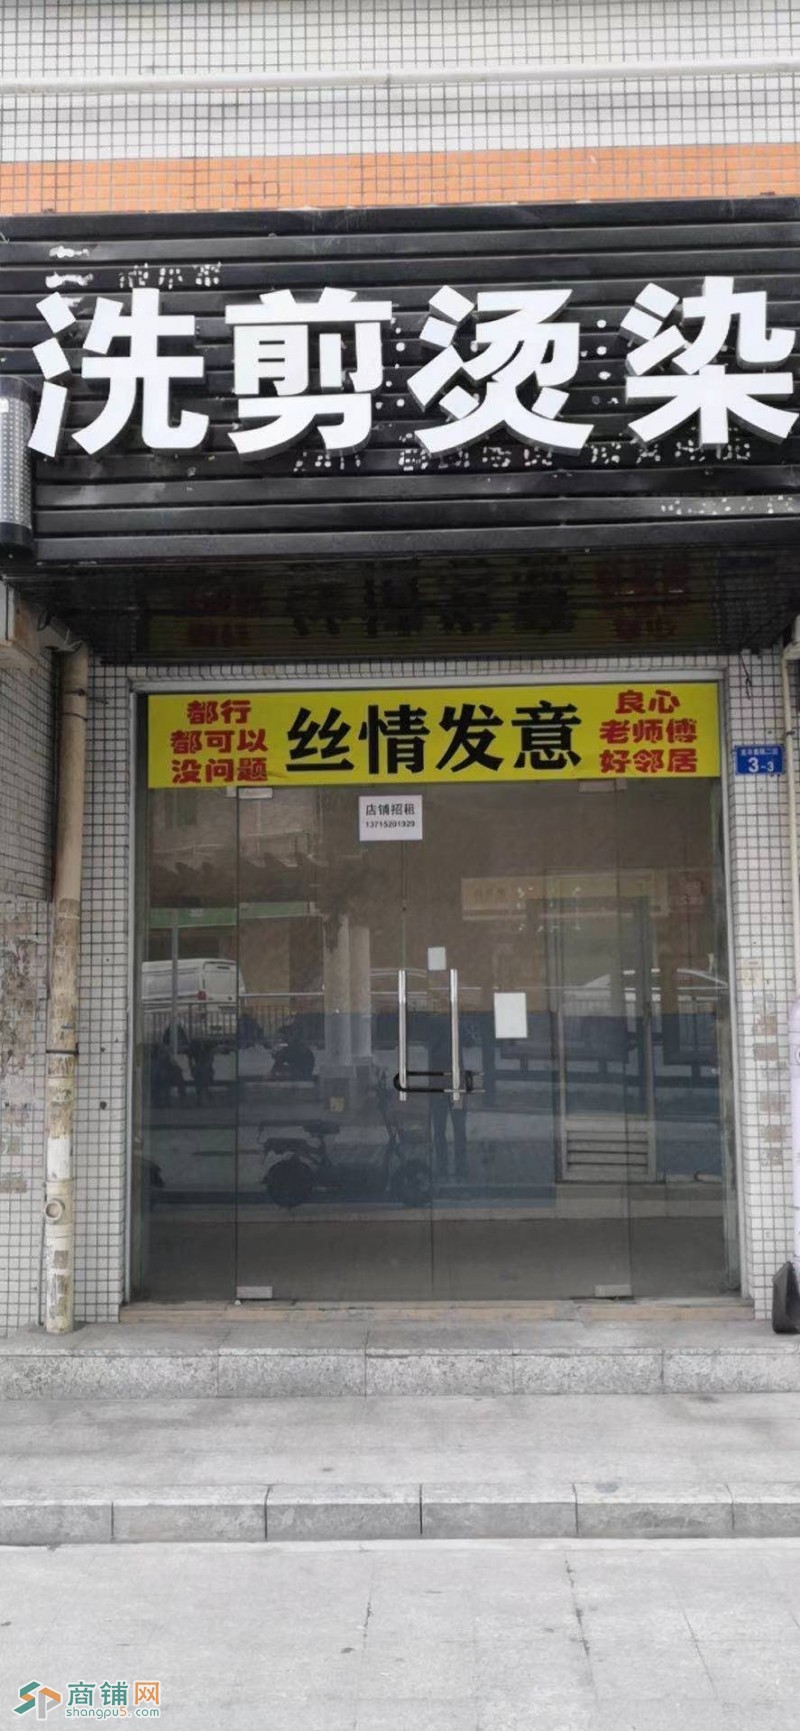 洗剪烫染
都行
都可以
没问题
丝情发意
良心
老师傅
好邻居
3-3
店铺招租
13715201929
商铺网
shangpu5.com